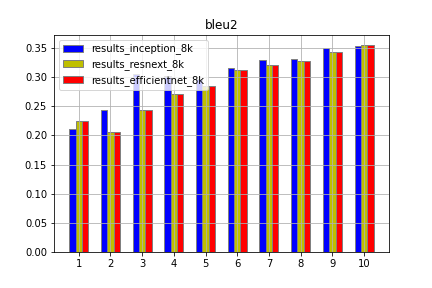 bleu2
0.35
0.30
0.25
0.20
0.15
0.10
0.05
0.00
results_inception_8k
results_resnext_8k
results_efficientnet_8k
1 2 3 4 5 6 7 8 9 10